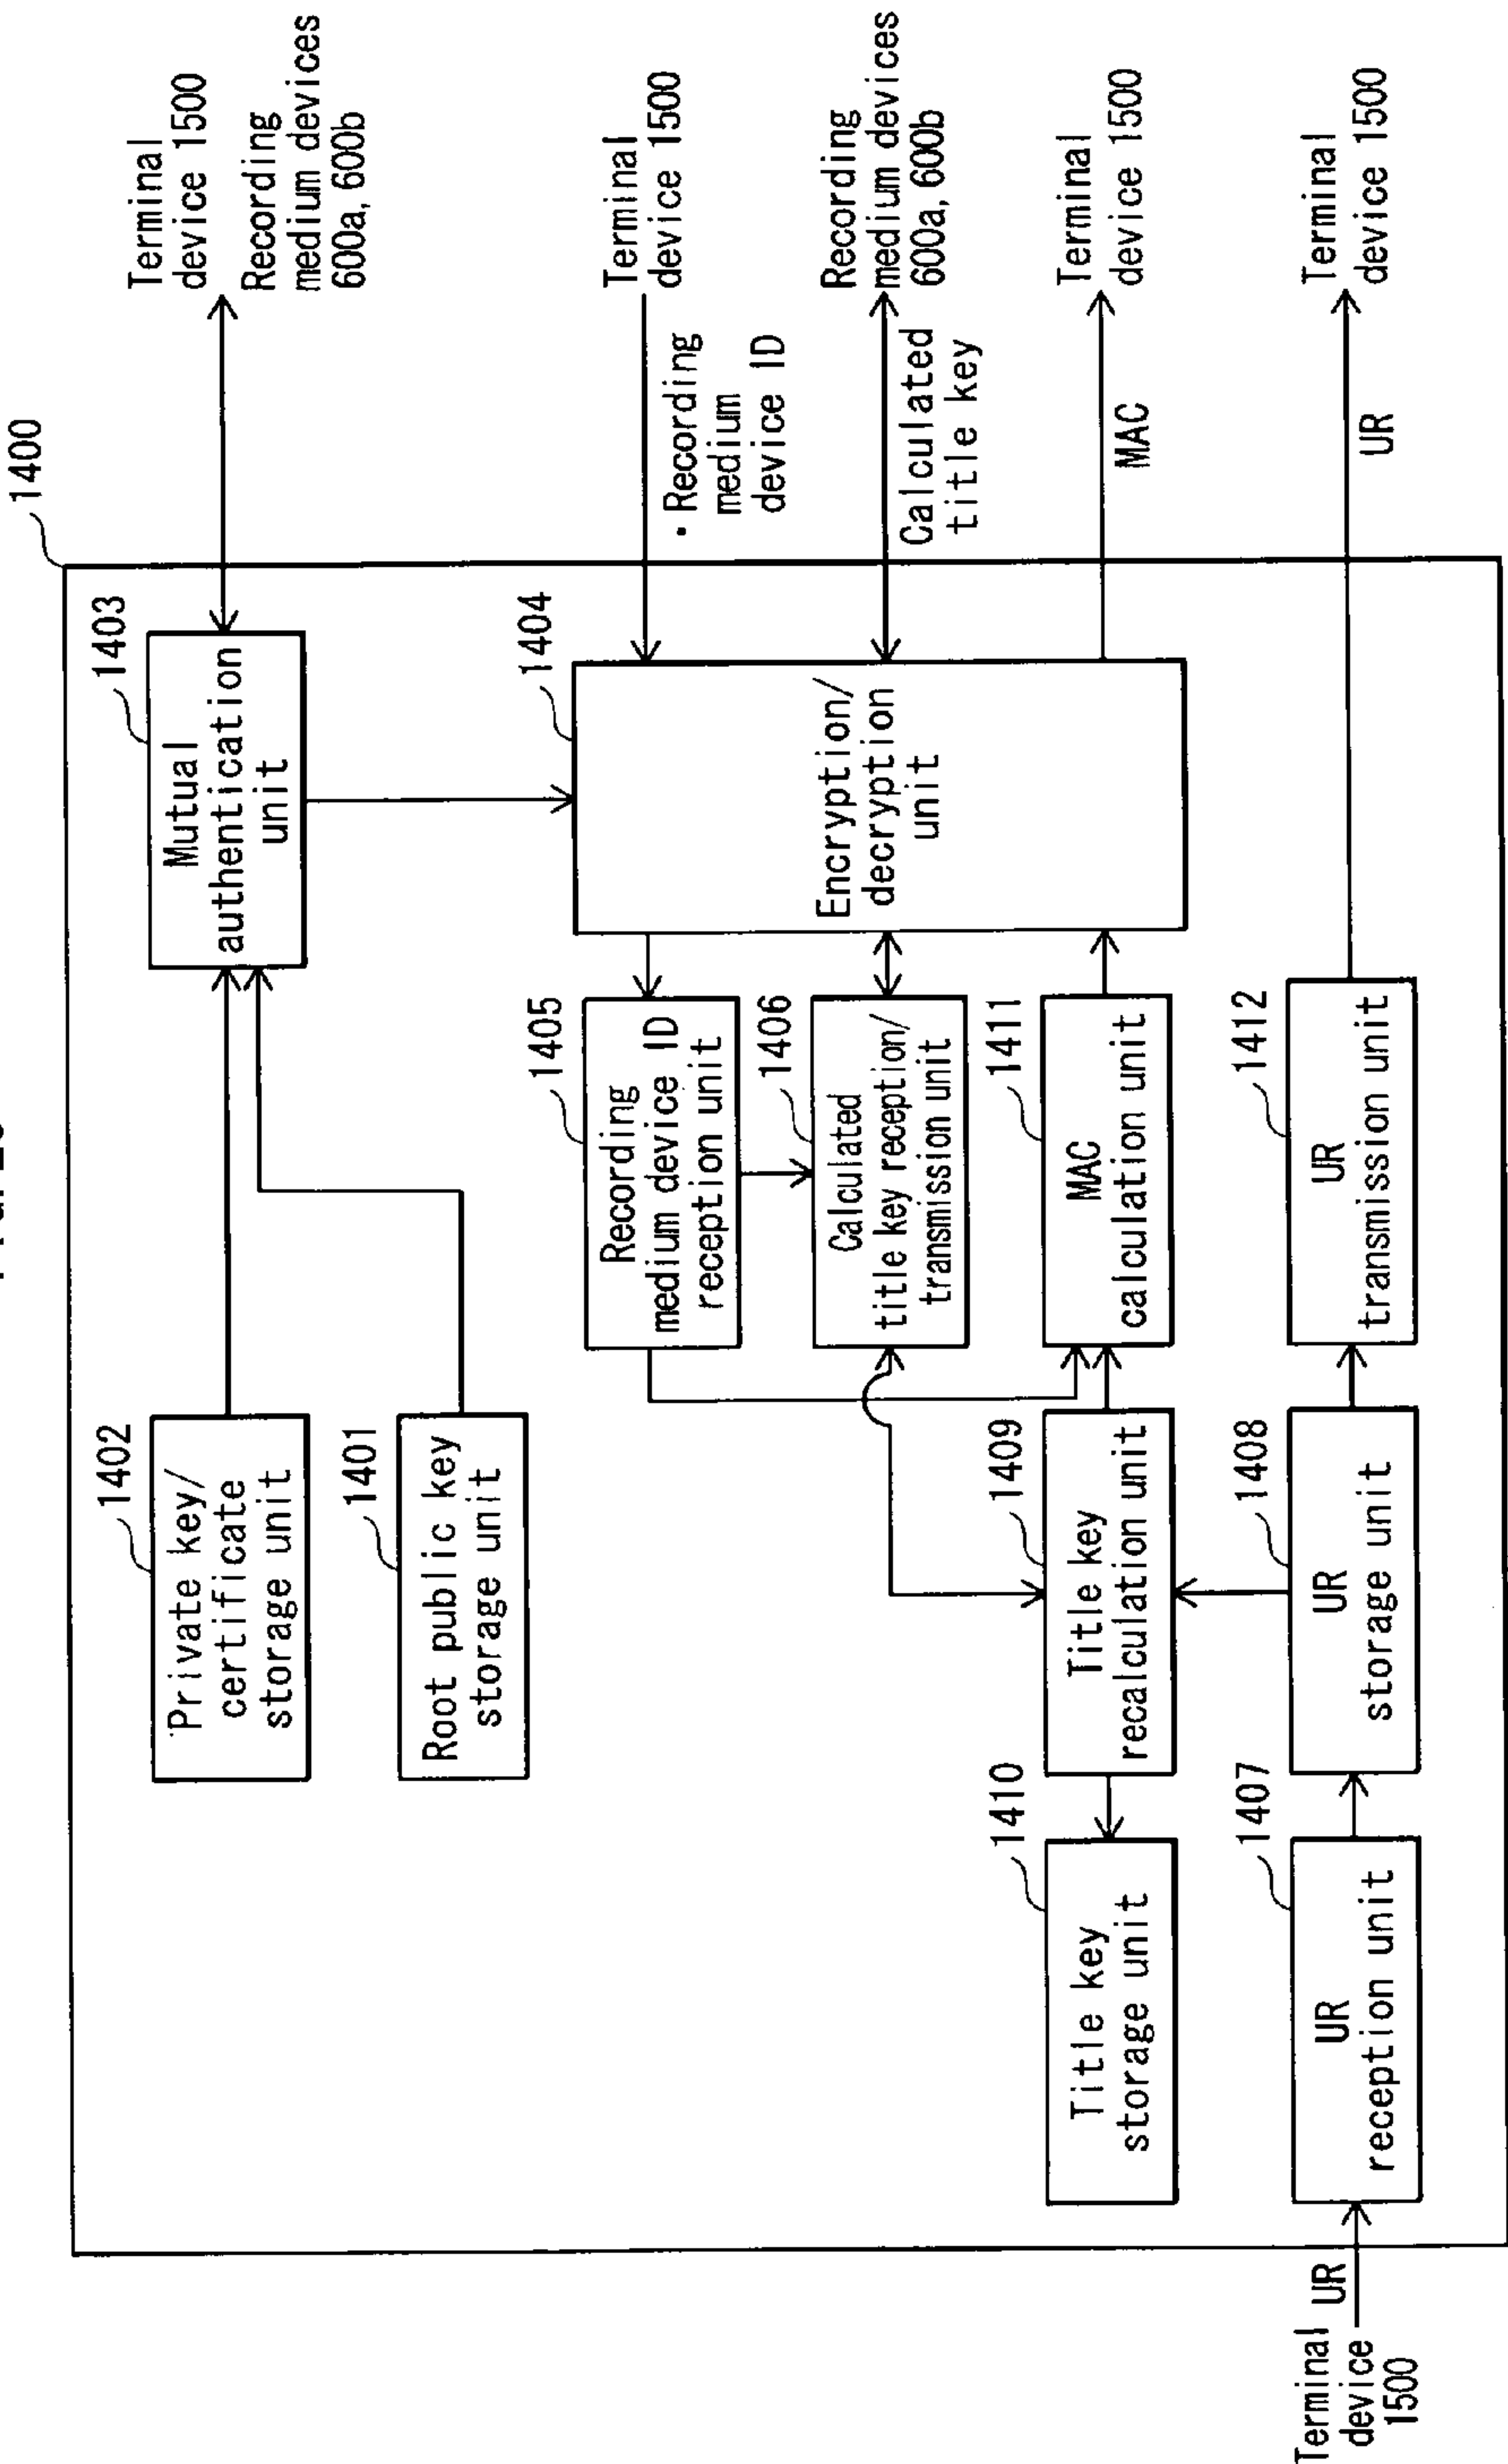 1400
Private key/
certificate
storage unit
1402
Root public key
storage unit
1401
Mutual
authentication
unit
1403
Terminal
device 1500
Recording
medium devices
600a, 600b
Encryption/
decryption
unit
1404
Terminal
device 1500
・Recording
medium
device ID
Recording
medium devices
600a, 600b
Calculated
title key
Terminal
device 1500
MAC
Recording
medium device ID
reception unit
1405
Calculated
title key reception/
transmission unit
1406
Title key
storage unit
1410
Title key
recalculation unit
1409
MAC
calculation unit
1411
Terminal
device
1500
UR
UR
reception unit
1407
UR
storage unit
1408
UR
transmission unit
1412
UR
Terminal
device 1500